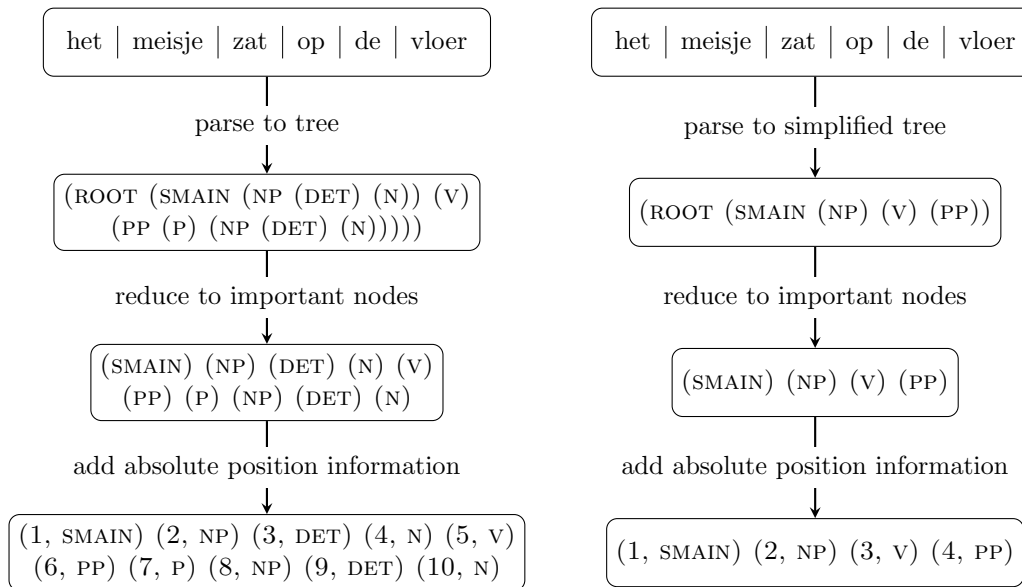 het | meisje | zat | op | de | vloer
parse to tree
(ROOT (SMAIN (NP (DET) (N)) (V)
(PP (P) (NP (DET) (N)))))
reduce to important nodes
(SMAIN) (NP) (DET) (N) (V)
(PP) (P) (NP) (DET) (N)
add absolute position information
(1, SMAIN) (2, NP) (3, DET) (4, N) (5, V)
(6, PP) (7, P) (8, NP) (9, DET) (10, N)
het | meisje | zat | op | de | vloer
parse to simplified tree
(ROOT (SMAIN (NP) (V) (PP))
reduce to important nodes
(SMAIN) (NP) (V) (PP)
add absolute position information
(1, SMAIN) (2, NP) (3, V) (4, PP)